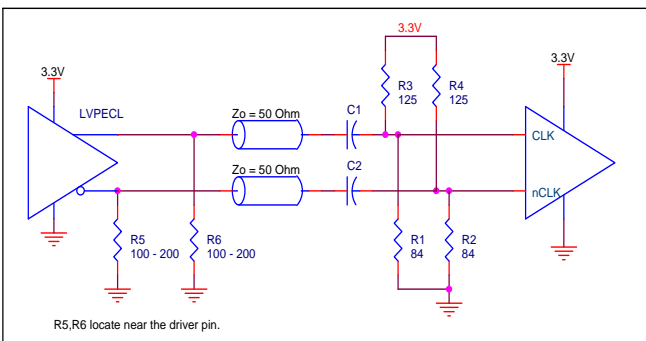 3.3V
3.3V
R3
125
R4
125
3.3V
LVPECL
Zo = 50 Ohm
C1
CLK
Zo = 50 Ohm
C2
nCLK
R5
100 - 200
R6
100 - 200
R1
84
R2
84
R5,R6 locate near the driver pin.